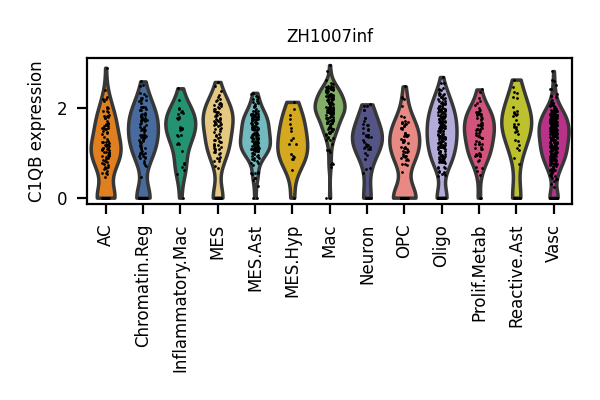 ZH1007inf
C1QB expression
2
0
AC
Chromatin.Reg
Inflammatory.Mac
MES
MES.Ast
MES.Hyp
Mac
Neuron
OPC
Oligo
Prolif.Metab
Reactive.Ast
Vasc